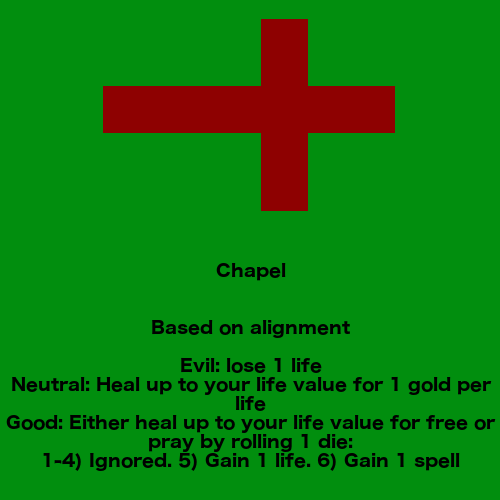 Chapel
Based on alignment
Evil: lose 1 life
Neutral: Heal up to your life value for 1 gold per
life
Good: Either heal up to your life value for free or
pray by rolling 1 die:
1-4) Ignored. 5) Gain 1 life. 6) Gain 1 spell